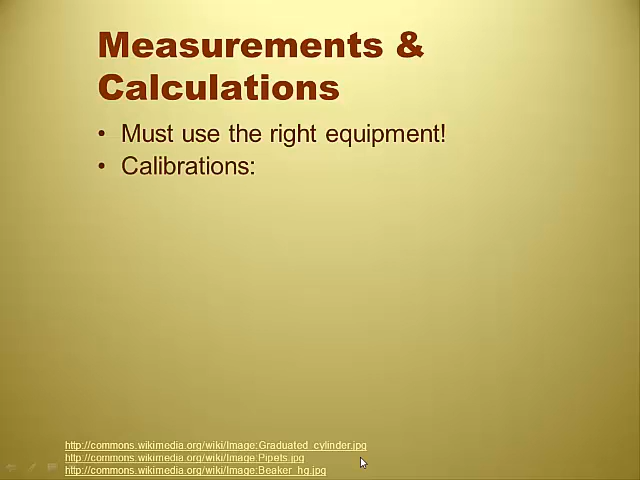 Measurements &
Calculations
• Must use the right equipment!
• Calibrations:
http://commons.wikimedia.org/wiki/Image:Graduated_cylinder.jpg
http://commons.wikimedia.org/wiki/Image:Pipets.jpg
http://commons.wikimedia.org/wiki/Image:Beaker_hg.jpg